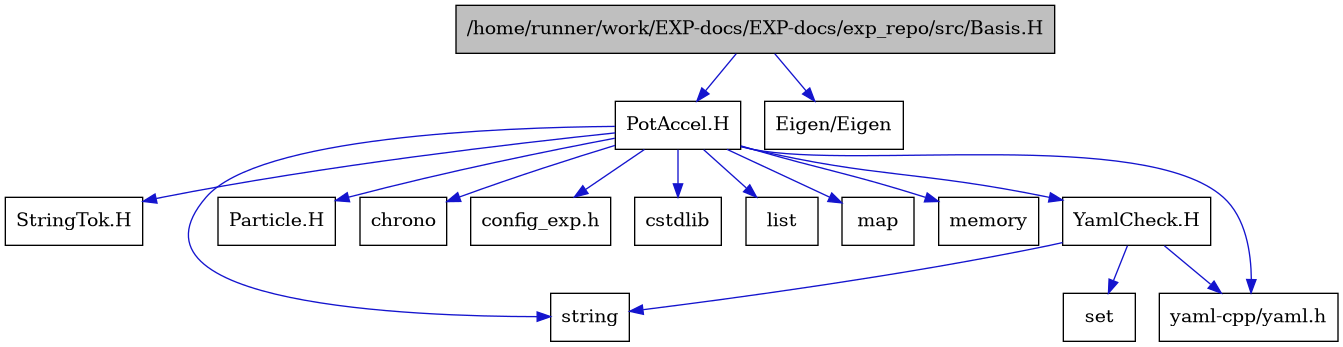 /home/runner/work/EXP-docs/EXP-docs/exp_repo/src/Basis.H
PotAccel.H
Eigen/Eigen
StringTok.H
Particle.H
chrono
config_exp.h
cstdlib
list
map
memory
YamlCheck.H
string
set
yaml-cpp/yaml.h